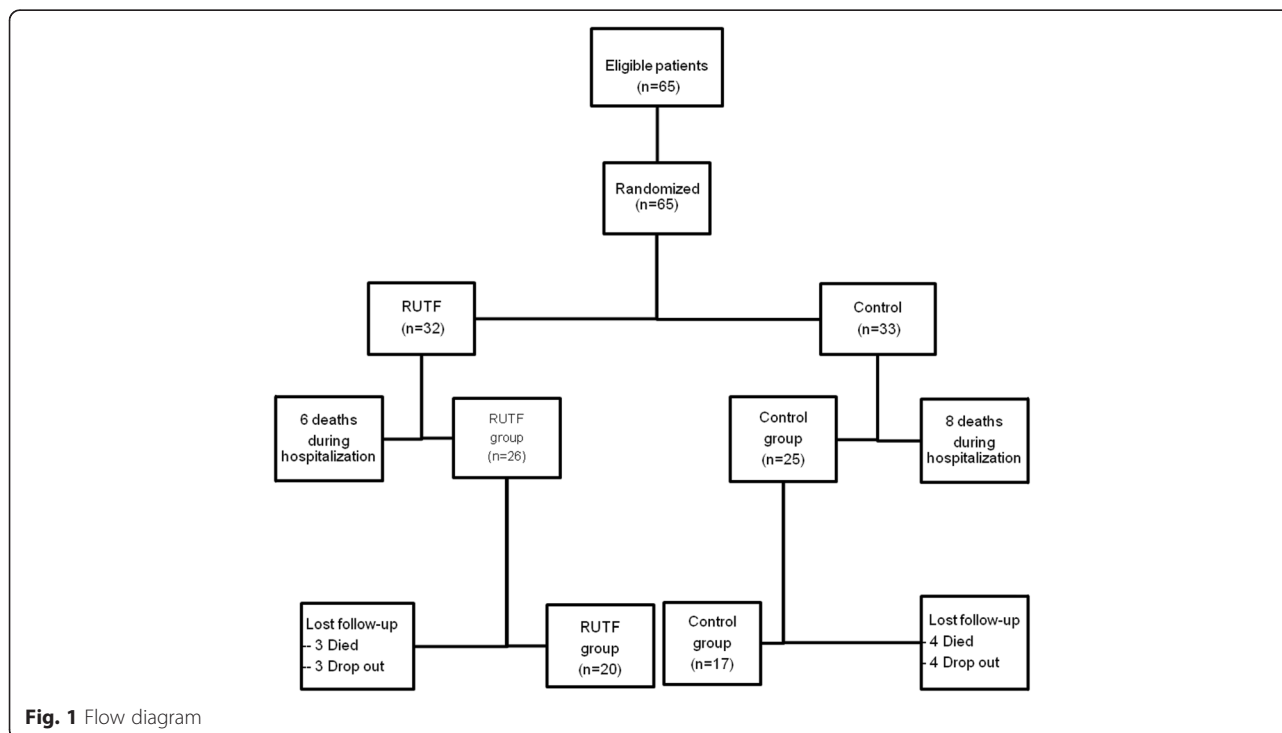 Eligible patients
(n=65)
Randomized
(n=65)
RUTF
(n=32)
Control
(n=33)
6 deaths
during
hospitalization
RUTF
group
(n=26)
Control
group
(n=25)
8 deaths
during
hospitalization
Lost follow-up
-- 3 Died
-- 3 Drop out
RUTF
group
(n=20)
Control
group
(n=17)
Lost follow-up
- 4 Died
- 4 Drop out
Fig. 1 Flow diagram